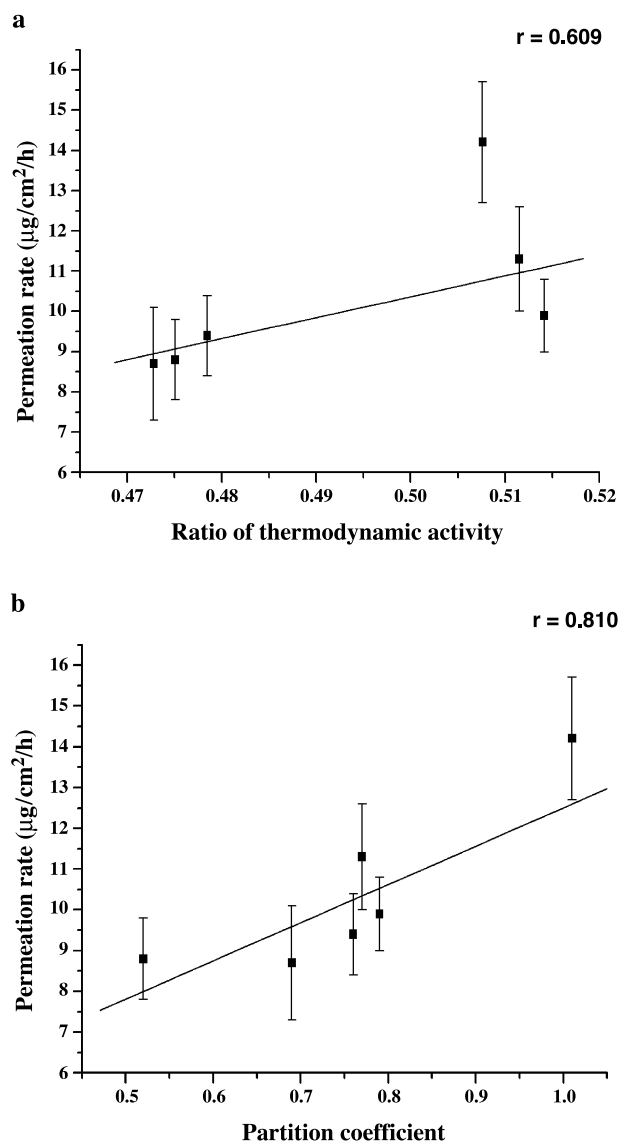 a
r = 0.609
Permeation rate (μg/cm²/h)
16
15
14
13
12
11
10
9
8
7
6
0.47 0.48 0.49 0.50 0.51 0.52
Ratio of thermodynamic activity
b
r = 0.810
Permeation rate (μg/cm²/h)
16
15
14
13
12
11
10
9
8
7
6
0.5 0.6 0.7 0.8 0.9 1.0
Partition coefficient